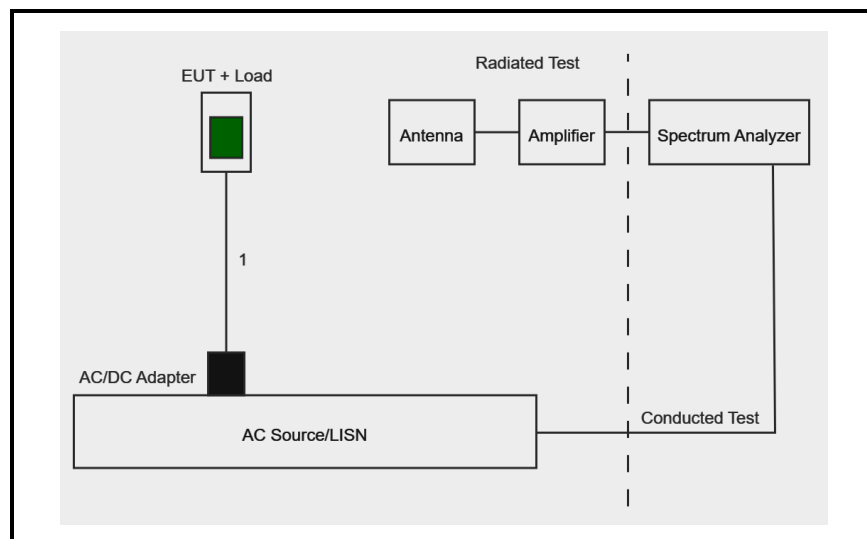 EUT + Load
Radiated Test
Antenna
Amplifier
Spectrum Analyzer
1
AC/DC Adapter
Conducted Test
AC Source/LISN